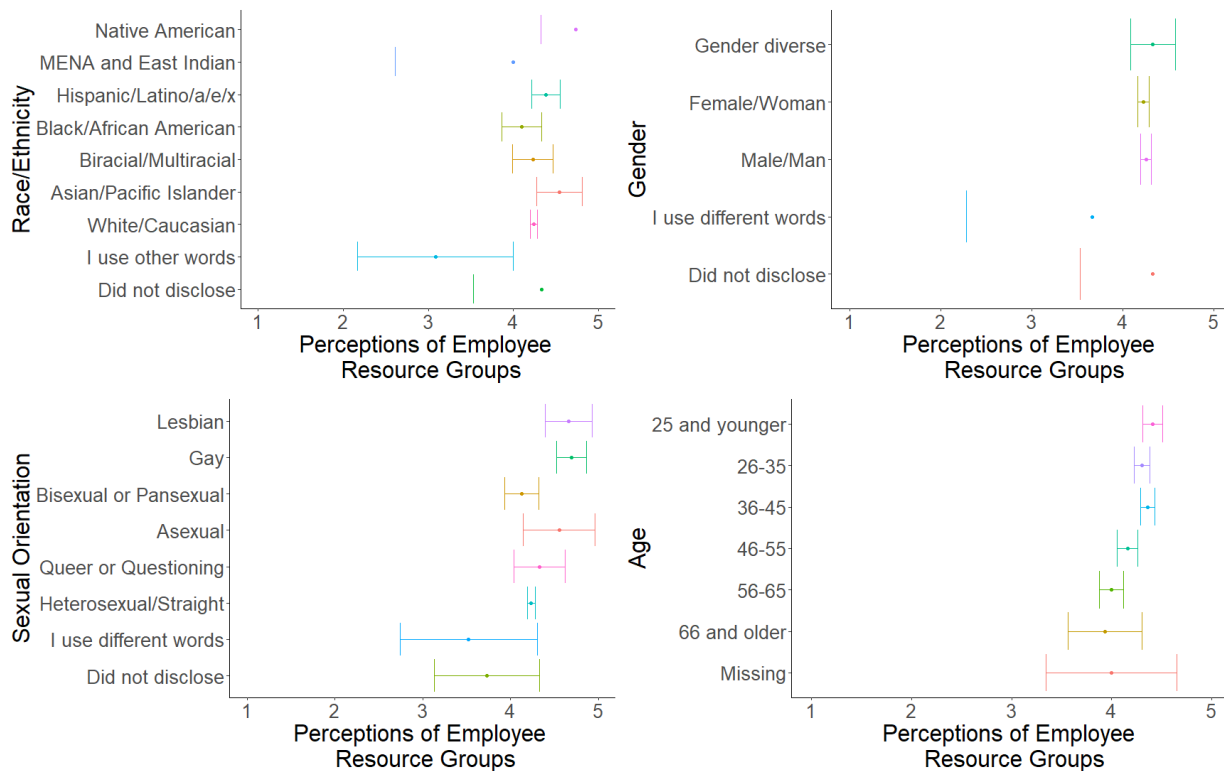 Race/Ethnicity
Native American
MENA and East Indian
Hispanic/Latino/a/e/x
Black/African American
Biracial/Multiracial
Asian/Pacific Islander
White/Caucasian
I use other words
Did not disclose
1 2 3 4 5
Perceptions of Employee
Resource Groups
Gender
Gender diverse
Female/Woman
Male/Man
I use different words
Did not disclose
1 2 3 4 5
Perceptions of Employee
Resource Groups
Sexual Orientation
Lesbian
Gay
Bisexual or Pansexual
Asexual
Queer or Questioning
Heterosexual/Straight
I use different words
Did not disclose
1 2 3 4 5
Perceptions of Employee
Resource Groups
Age
25 and younger
26-35
36-45
46-55
56-65
66 and older
Missing
1 2 3 4 5
Perceptions of Employee
Resource Groups